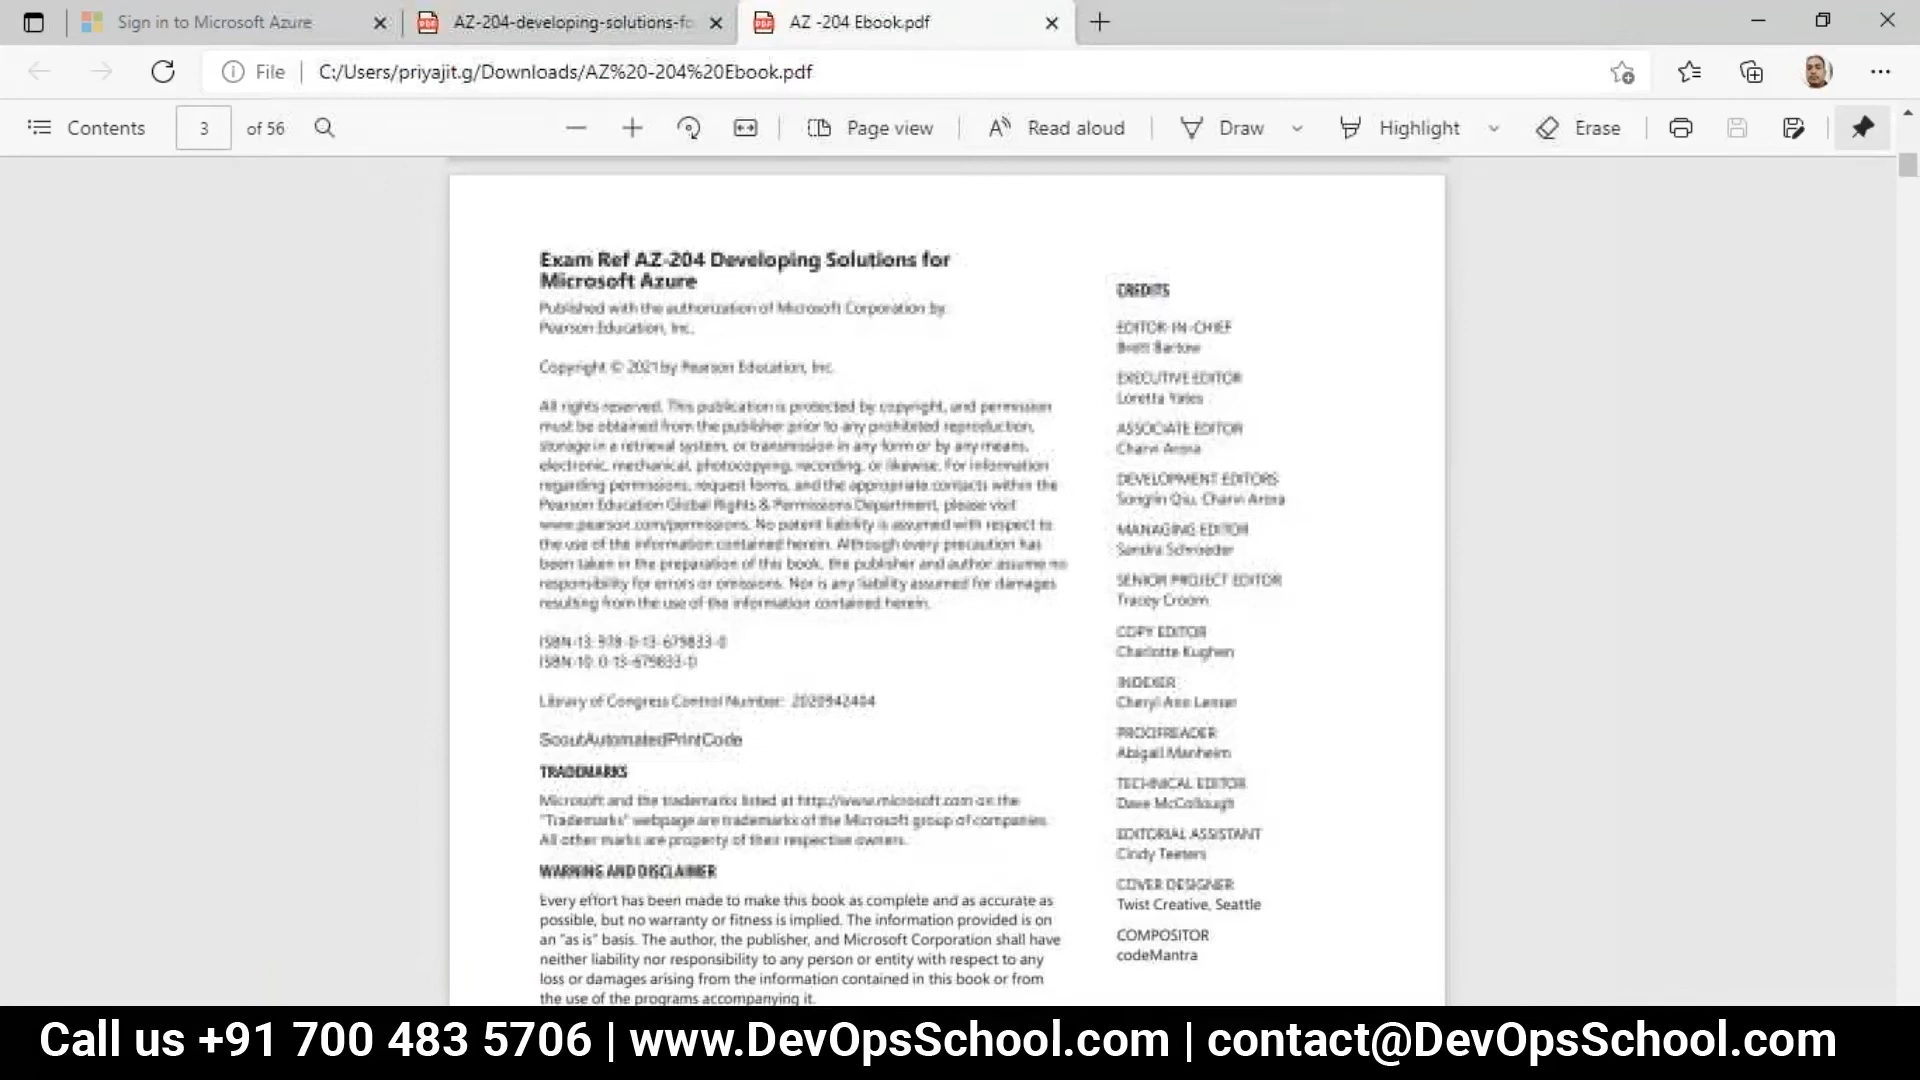 Sign in to Microsoft Azure
AZ-204-developing-solutions-fo
AZ -204 Ebook.pdf
File
C:/Users/priyajit.g/Downloads/AZ%20-204%20Ebook.pdf
Contents
3
of 56
Page view
Read aloud
Draw
Highlight
Erase
Exam Ref AZ-204 Developing Solutions for
Microsoft Azure
Published with the authorization of Microsoft Corporation by:
Pearson Education, Inc.
Copyright © 2021 by Pearson Education, Inc.
All rights reserved. This publication is protected by copyright, and permission
must be obtained from the publisher prior to any prohibited reproduction,
storage in a retrieval system, or transmission in any form or by any means,
electronic, mechanical, photocopying, recording, or likewise. For information
regarding permissions, request forms, and the appropriate contacts within the
Pearson Education Global Rights & Permissions Department, please visit
www.pearson.com/permissions. No patent liability is assumed with respect to
the use of the information contained herein. Although every precaution has
been taken in the preparation of this book, the publisher and author assume no
responsibility for errors or omissions. Nor is any liability assumed for damages
resulting from the use of the information contained herein.
ISBN-13: 978-0-13-679833-0
ISBN-10: 0-13-679833-0
Library of Congress Control Number: 2020942404
ScoutAutomatedPrintCode
TRADEMARKS
Microsoft and the trademarks listed at http://www.microsoft.com on the
"Trademarks" webpage are trademarks of the Microsoft group of companies.
All other marks are property of their respective owners.
WARNING AND DISCLAIMER
Every effort has been made to make this book as complete and as accurate as
possible, but no warranty or fitness is implied. The information provided is on
an "as is" basis. The author, the publisher, and Microsoft Corporation shall have
neither liability nor responsibility to any person or entity with respect to any
loss or damages arising from the information contained in this book or from
the use of the programs accompanying it.
CREDITS
EDITOR-IN-CHIEF
Brett Bartow
EXECUTIVE EDITOR
Loretta Yates
ASSOCIATE EDITOR
Charvi Arora
DEVELOPMENT EDITORS
Songlin Qiu, Charvi Arora
MANAGING EDITOR
Sandra Schroeder
SENIOR PROJECT EDITOR
Tracey Croom
COPY EDITOR
Charlotte Kughen
INDEXER
Cheryl Ann Lenser
PROOFREADER
Abigail Manheim
TECHNICAL EDITOR
Dave McCollough
EDITORIAL ASSISTANT
Cindy Teeters
COVER DESIGNER
Twist Creative, Seattle
COMPOSITOR
codeMantra
Call us +91 700 483 5706 | www.DevOpsSchool.com | contact@DevOpsSchool.com